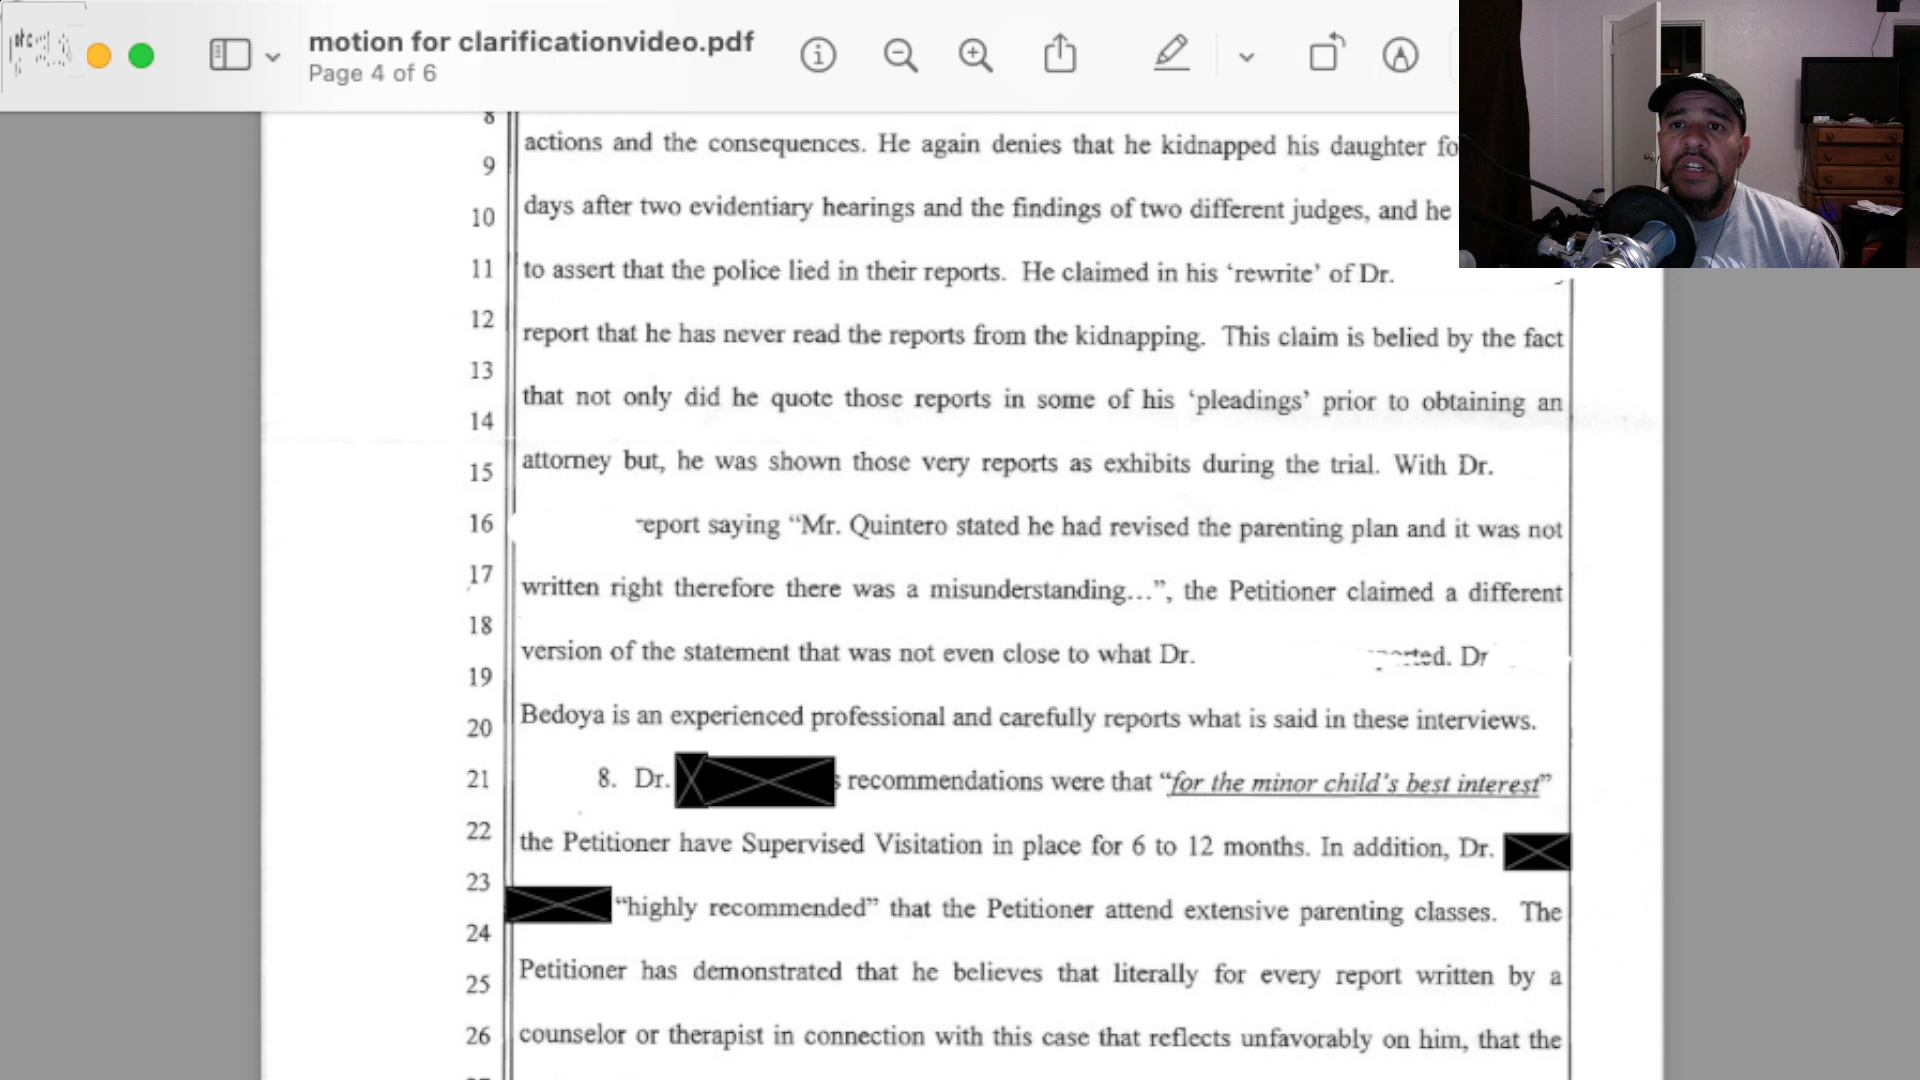 motion for clarificationvideo.pdf
Page 4 of 6
8
actions and the consequences. He again denies that he kidnapped his daughter fo
9
days after two evidentiary hearings and the findings of two different judges, and he
10
to assert that the police lied in their reports. He claimed in his ‘rewrite’ of Dr.
11
report that he has never read the reports from the kidnapping. This claim is belied by the fact
12
that not only did he quote those reports in some of his ‘pleadings’ prior to obtaining an
13
14
attorney but, he was shown those very reports as exhibits during the trial. With Dr.
15
16
eport saying “Mr. Quintero stated he had revised the parenting plan and it was not
17
written right therefore there was a misunderstanding…”, the Petitioner claimed a different
18
version of the statement that was not even close to what Dr. orted. Dr
19
Bedoya is an experienced professional and carefully reports what is said in these interviews.
20
21
8. Dr. s recommendations were that “for the minor child’s best interest”
22
the Petitioner have Supervised Visitation in place for 6 to 12 months. In addition, Dr.
23
“highly recommended” that the Petitioner attend extensive parenting classes. The
24
Petitioner has demonstrated that he believes that literally for every report written by a
25
26
counselor or therapist in connection with this case that reflects unfavorably on him, that the